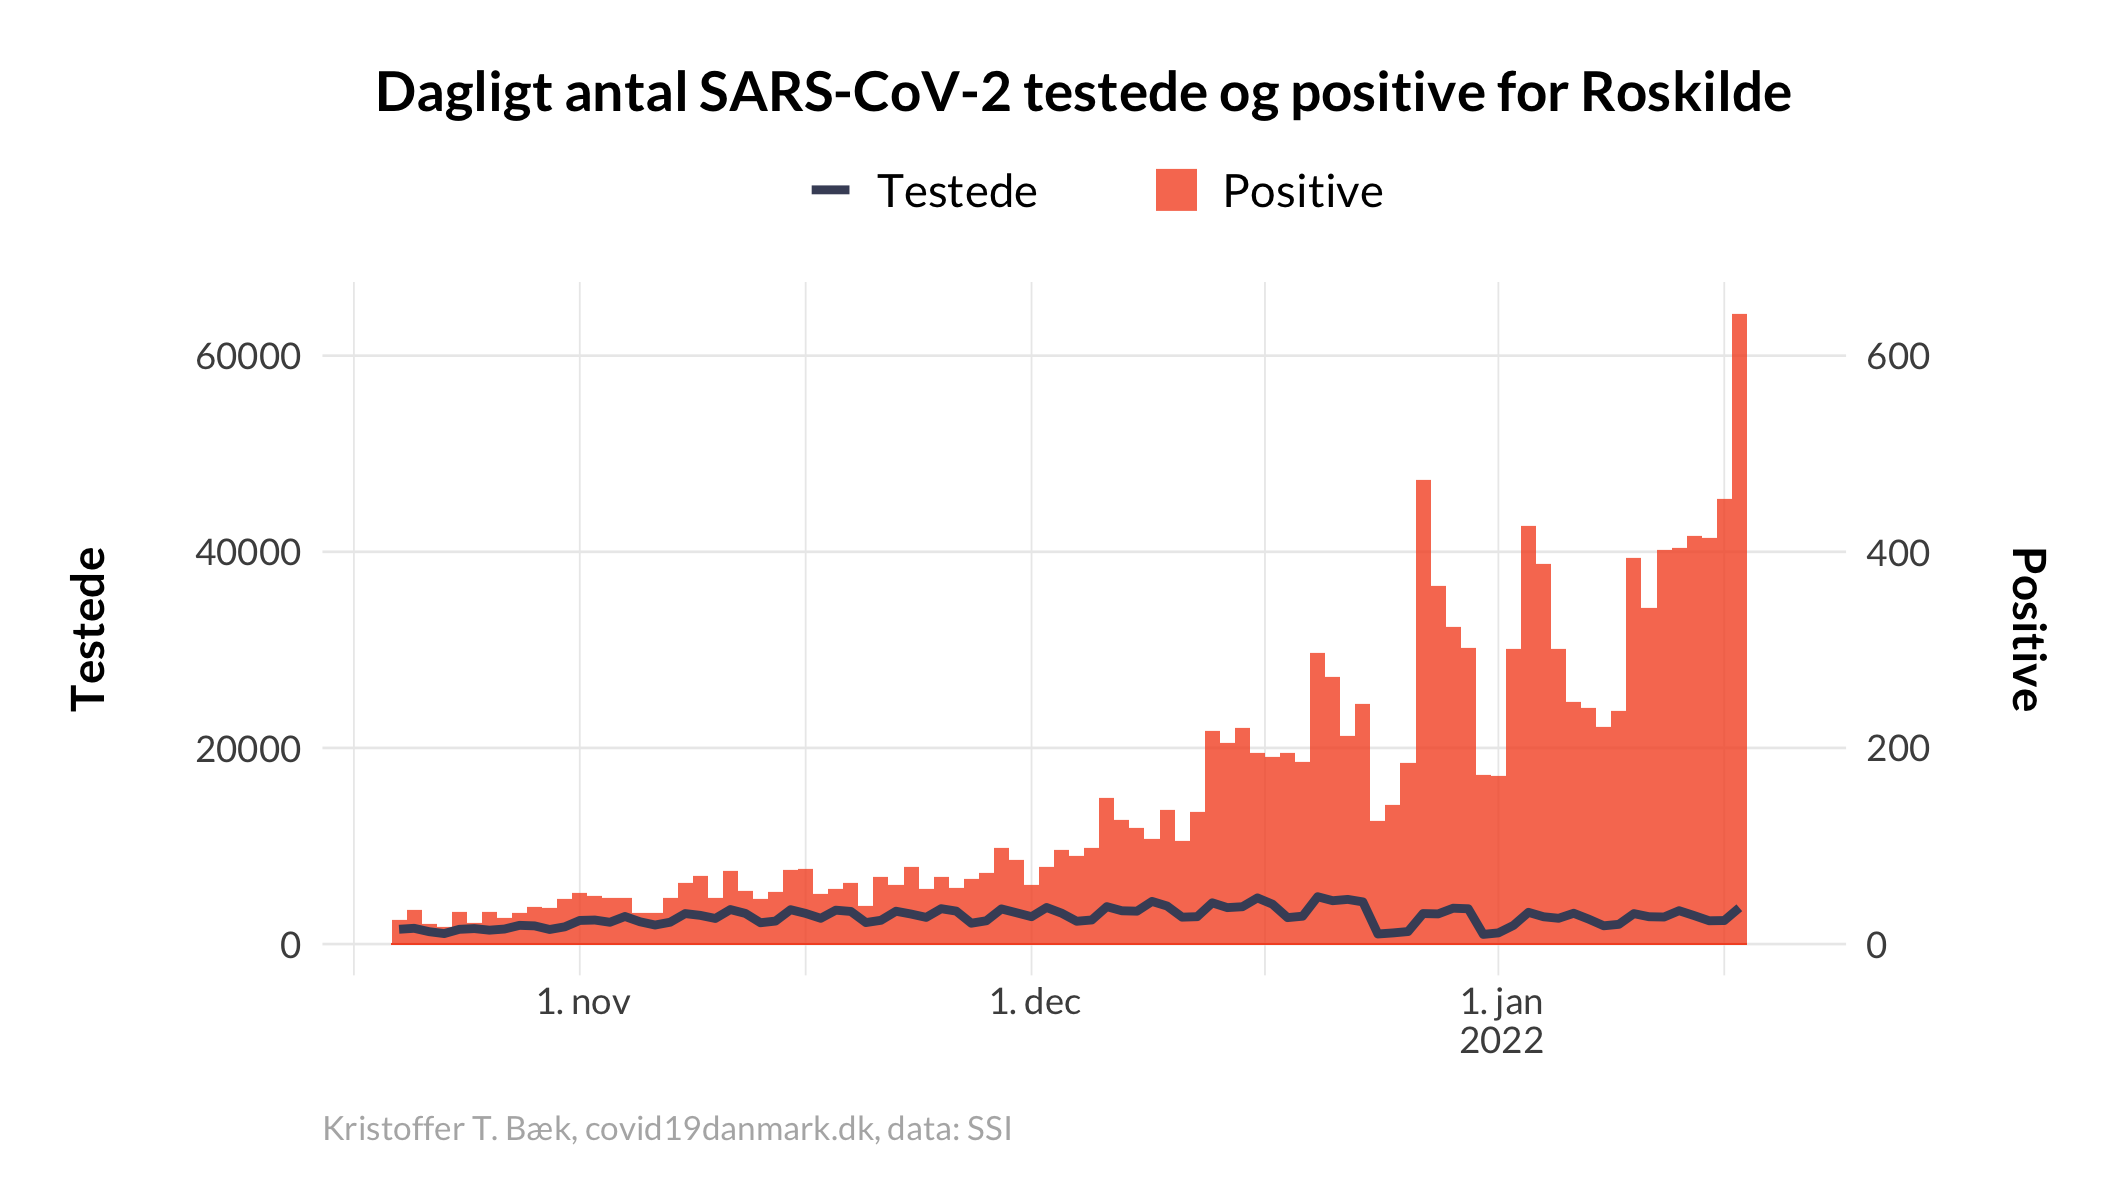 Dagligt antal SARS-CoV-2 testede og positive for Roskilde
Testede
Positive
60000
40000
20000
0
600
400
200
0
Testede
Positive
1. nov
1. dec
1. jan
2022
Kristoffer T. Bæk, covid19danmark.dk, data: SSI